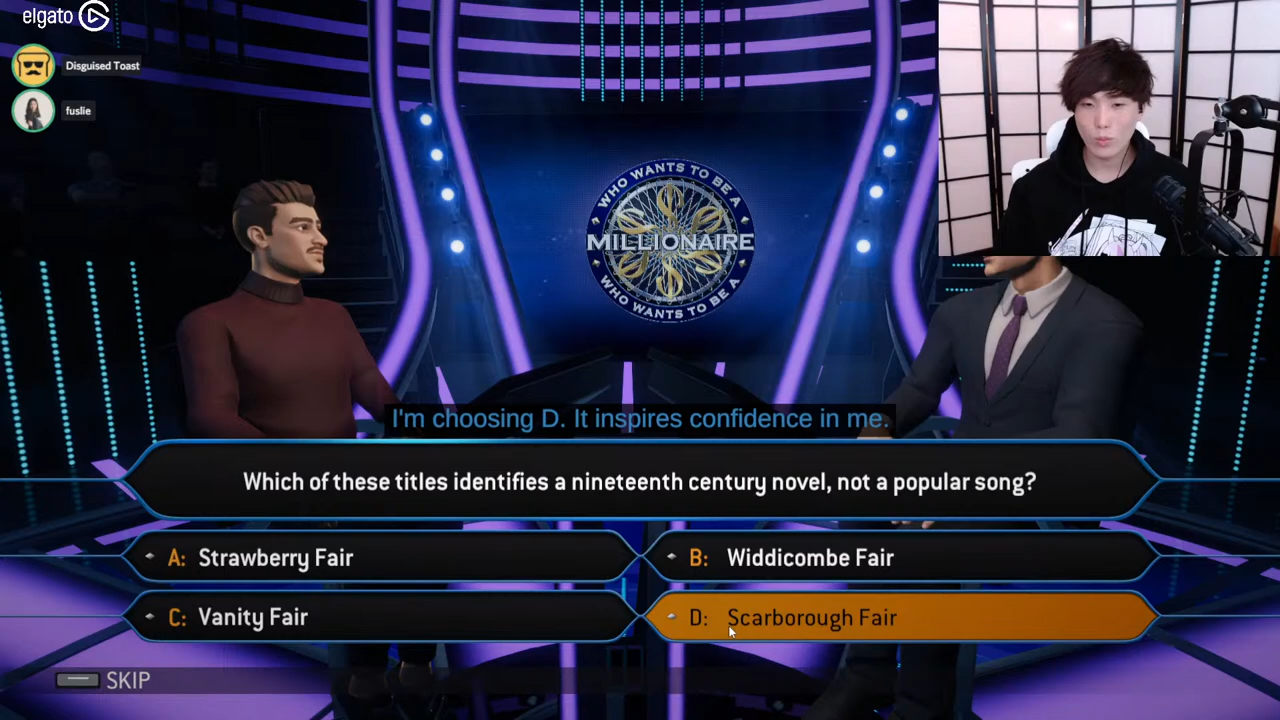 elgato
Disguised Toast
fuslie
WHO WANTS TO BE A
MILLIONAIRE
WHO WANTS TO BE A
I'm choosing D. It inspires confidence in me.
Which of these titles identifies a nineteenth century novel, not a popular song?
A: Strawberry Fair
B: Widdicombe Fair
C: Vanity Fair
D: Scarborough Fair
SKIP